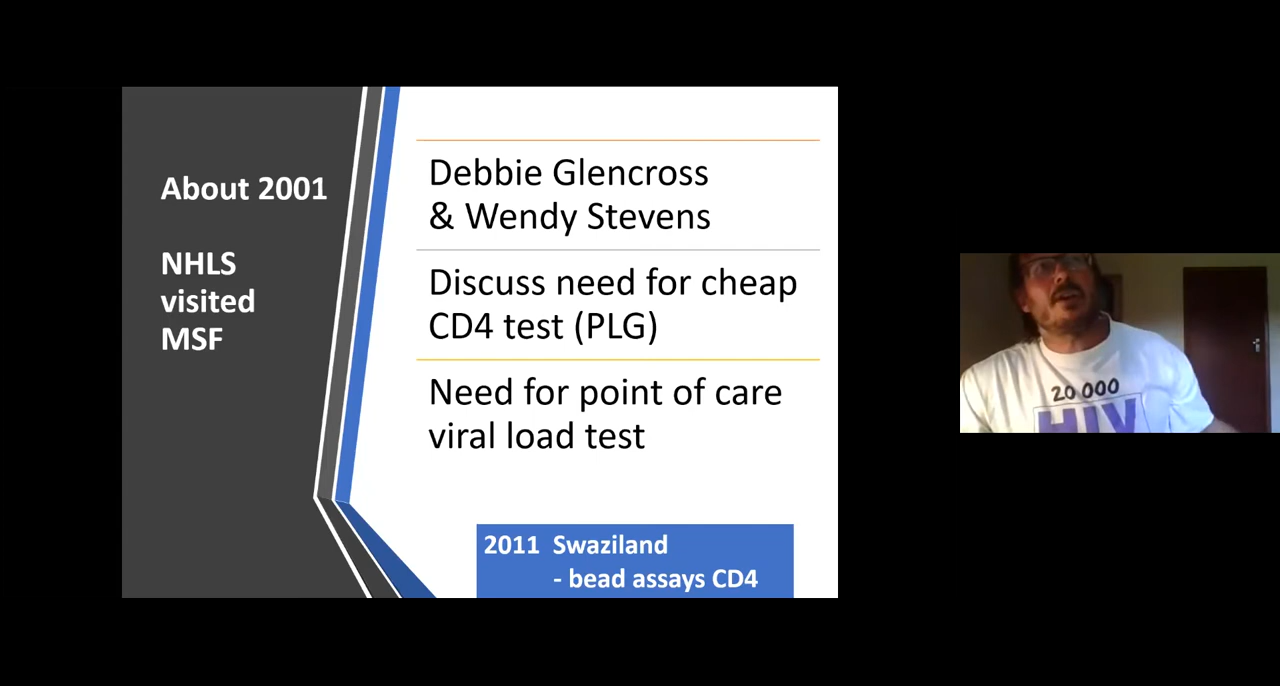 About 2001
NHLS
visited
MSF
Debbie Glencross
& Wendy Stevens
Discuss need for cheap
CD4 test (PLG)
Need for point of care
viral load test
2011 Swaziland
- bead assays CD4
20 000
HIV